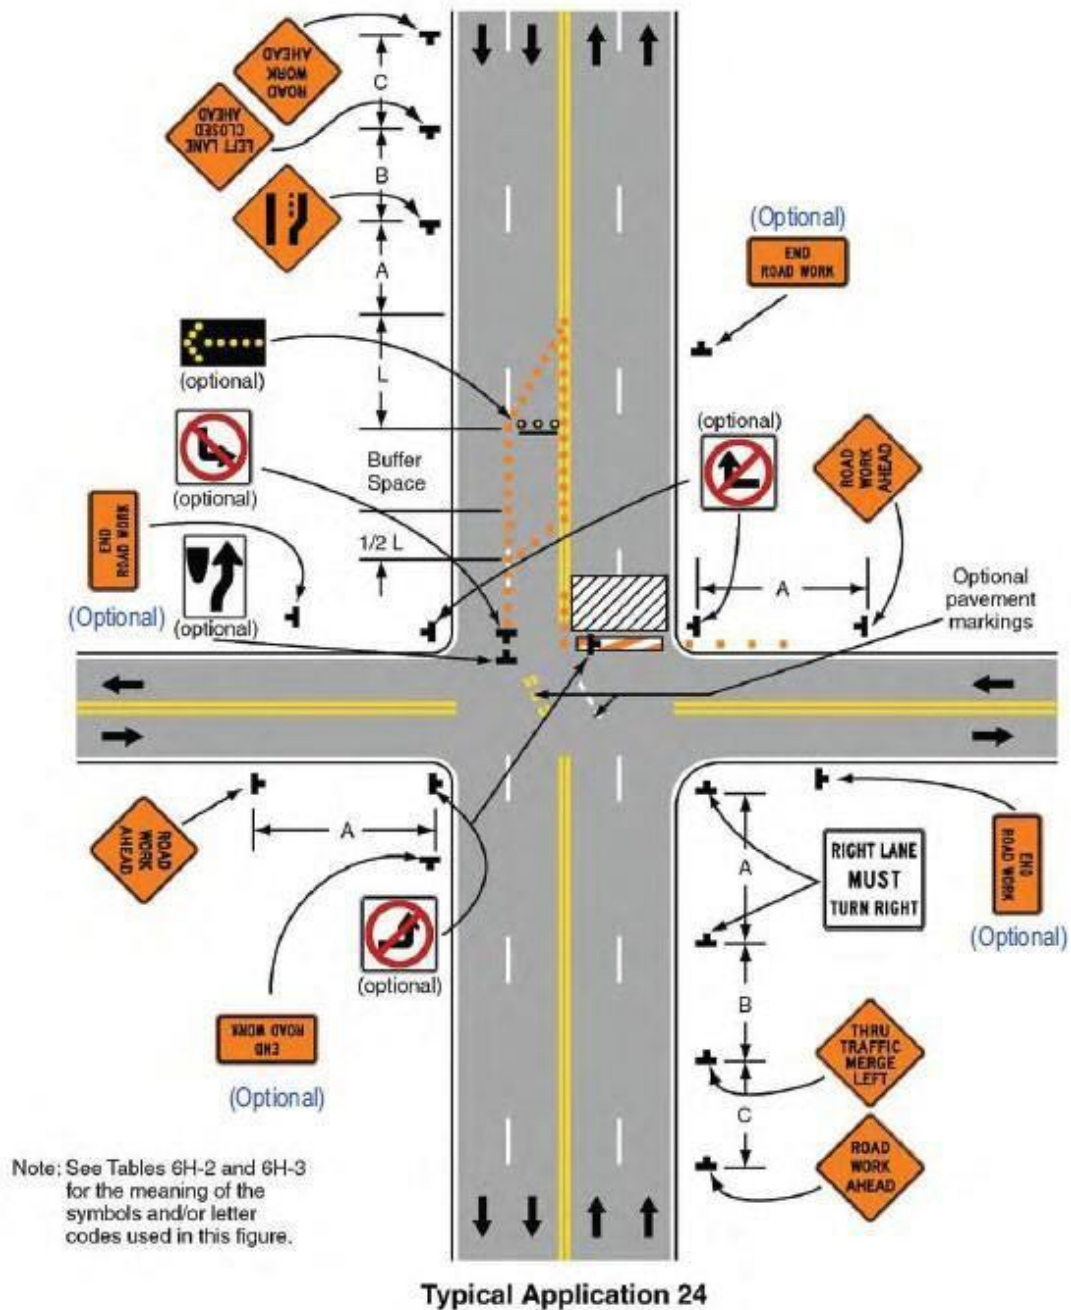 ROAD
WORK
AHEAD
C
LEFT LANE
CLOSED
AHEAD
B
A
(Optional)
END
ROAD WORK
L
(optional)
(optional)
ROAD
WORK
AHEAD
Buffer
Space
(optional)
END
ROAD WORK
1/2 L
A
Optional
pavement
markings
(Optional)
(optional)
ROAD
WORK
AHEAD
A
A
RIGHT LANE
MUST
TURN RIGHT
END
ROAD WORK
(Optional)
(optional)
B
END
ROAD WORK
THRU
TRAFFIC
MERGE
LEFT
(Optional)
C
ROAD
WORK
AHEAD
Note: See Tables 6H-2 and 6H-3
for the meaning of the
symbols and/or letter
codes used in this figure.
Typical Application 24